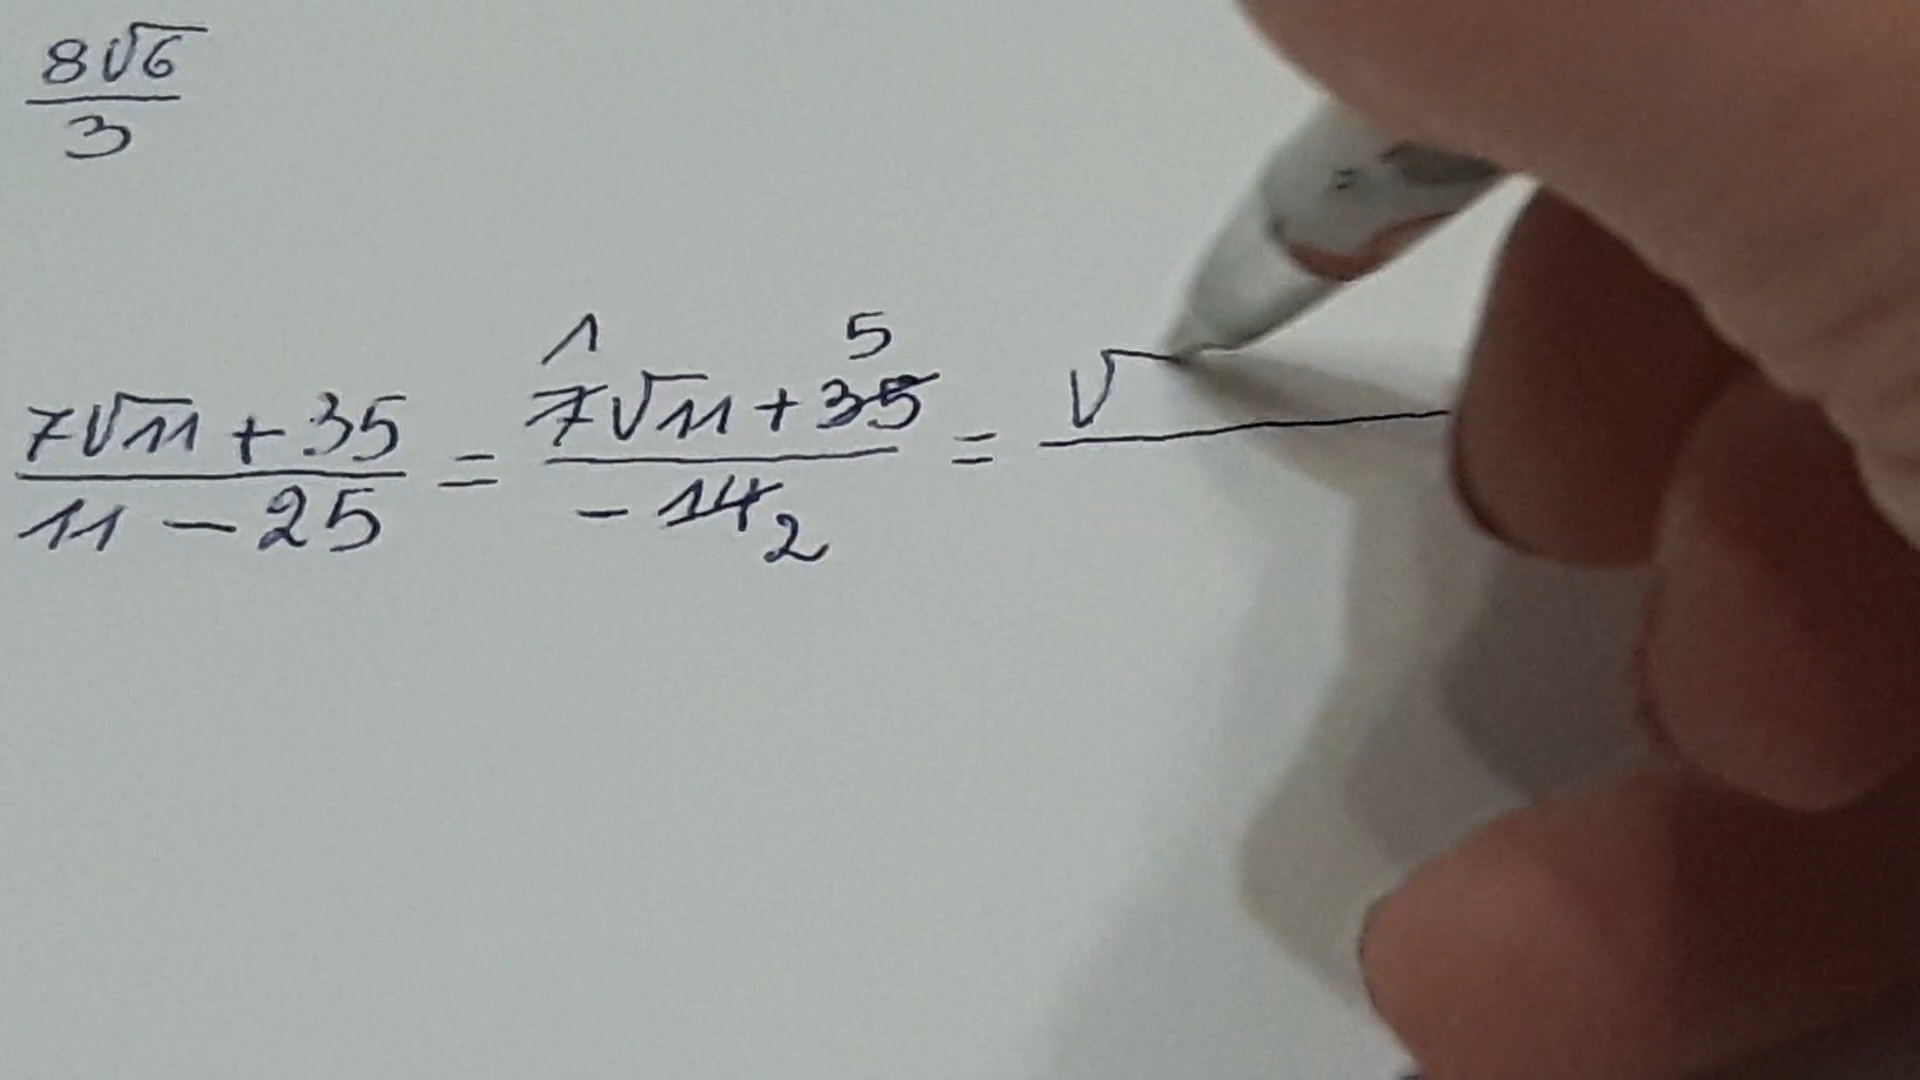 8√6
3
1 5
7√11 + 35 = 7√11 + 35 = √
11 - 25 - 14 2